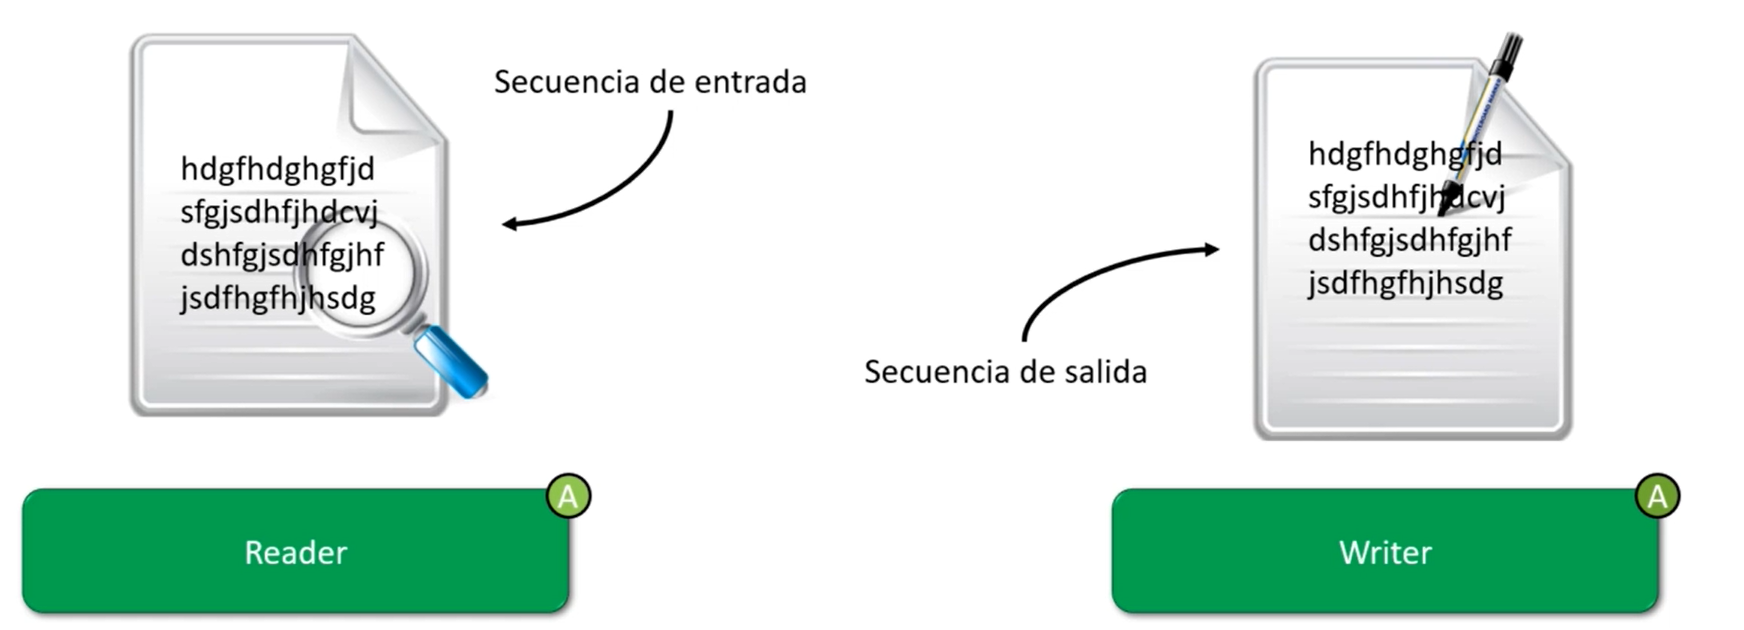 Secuencia de entrada
hdgfhdghgfjd
sfgjsdhfjhdcvj
dshfgjsdhfgjhf
jsdfhgfhjhsdg
Secuencia de salida
hdgfhdghgfjd
sfgjsdhfjhdcvj
dshfgjsdhfgjhf
jsdfhgfhjhsdg
A
Reader
A
Writer